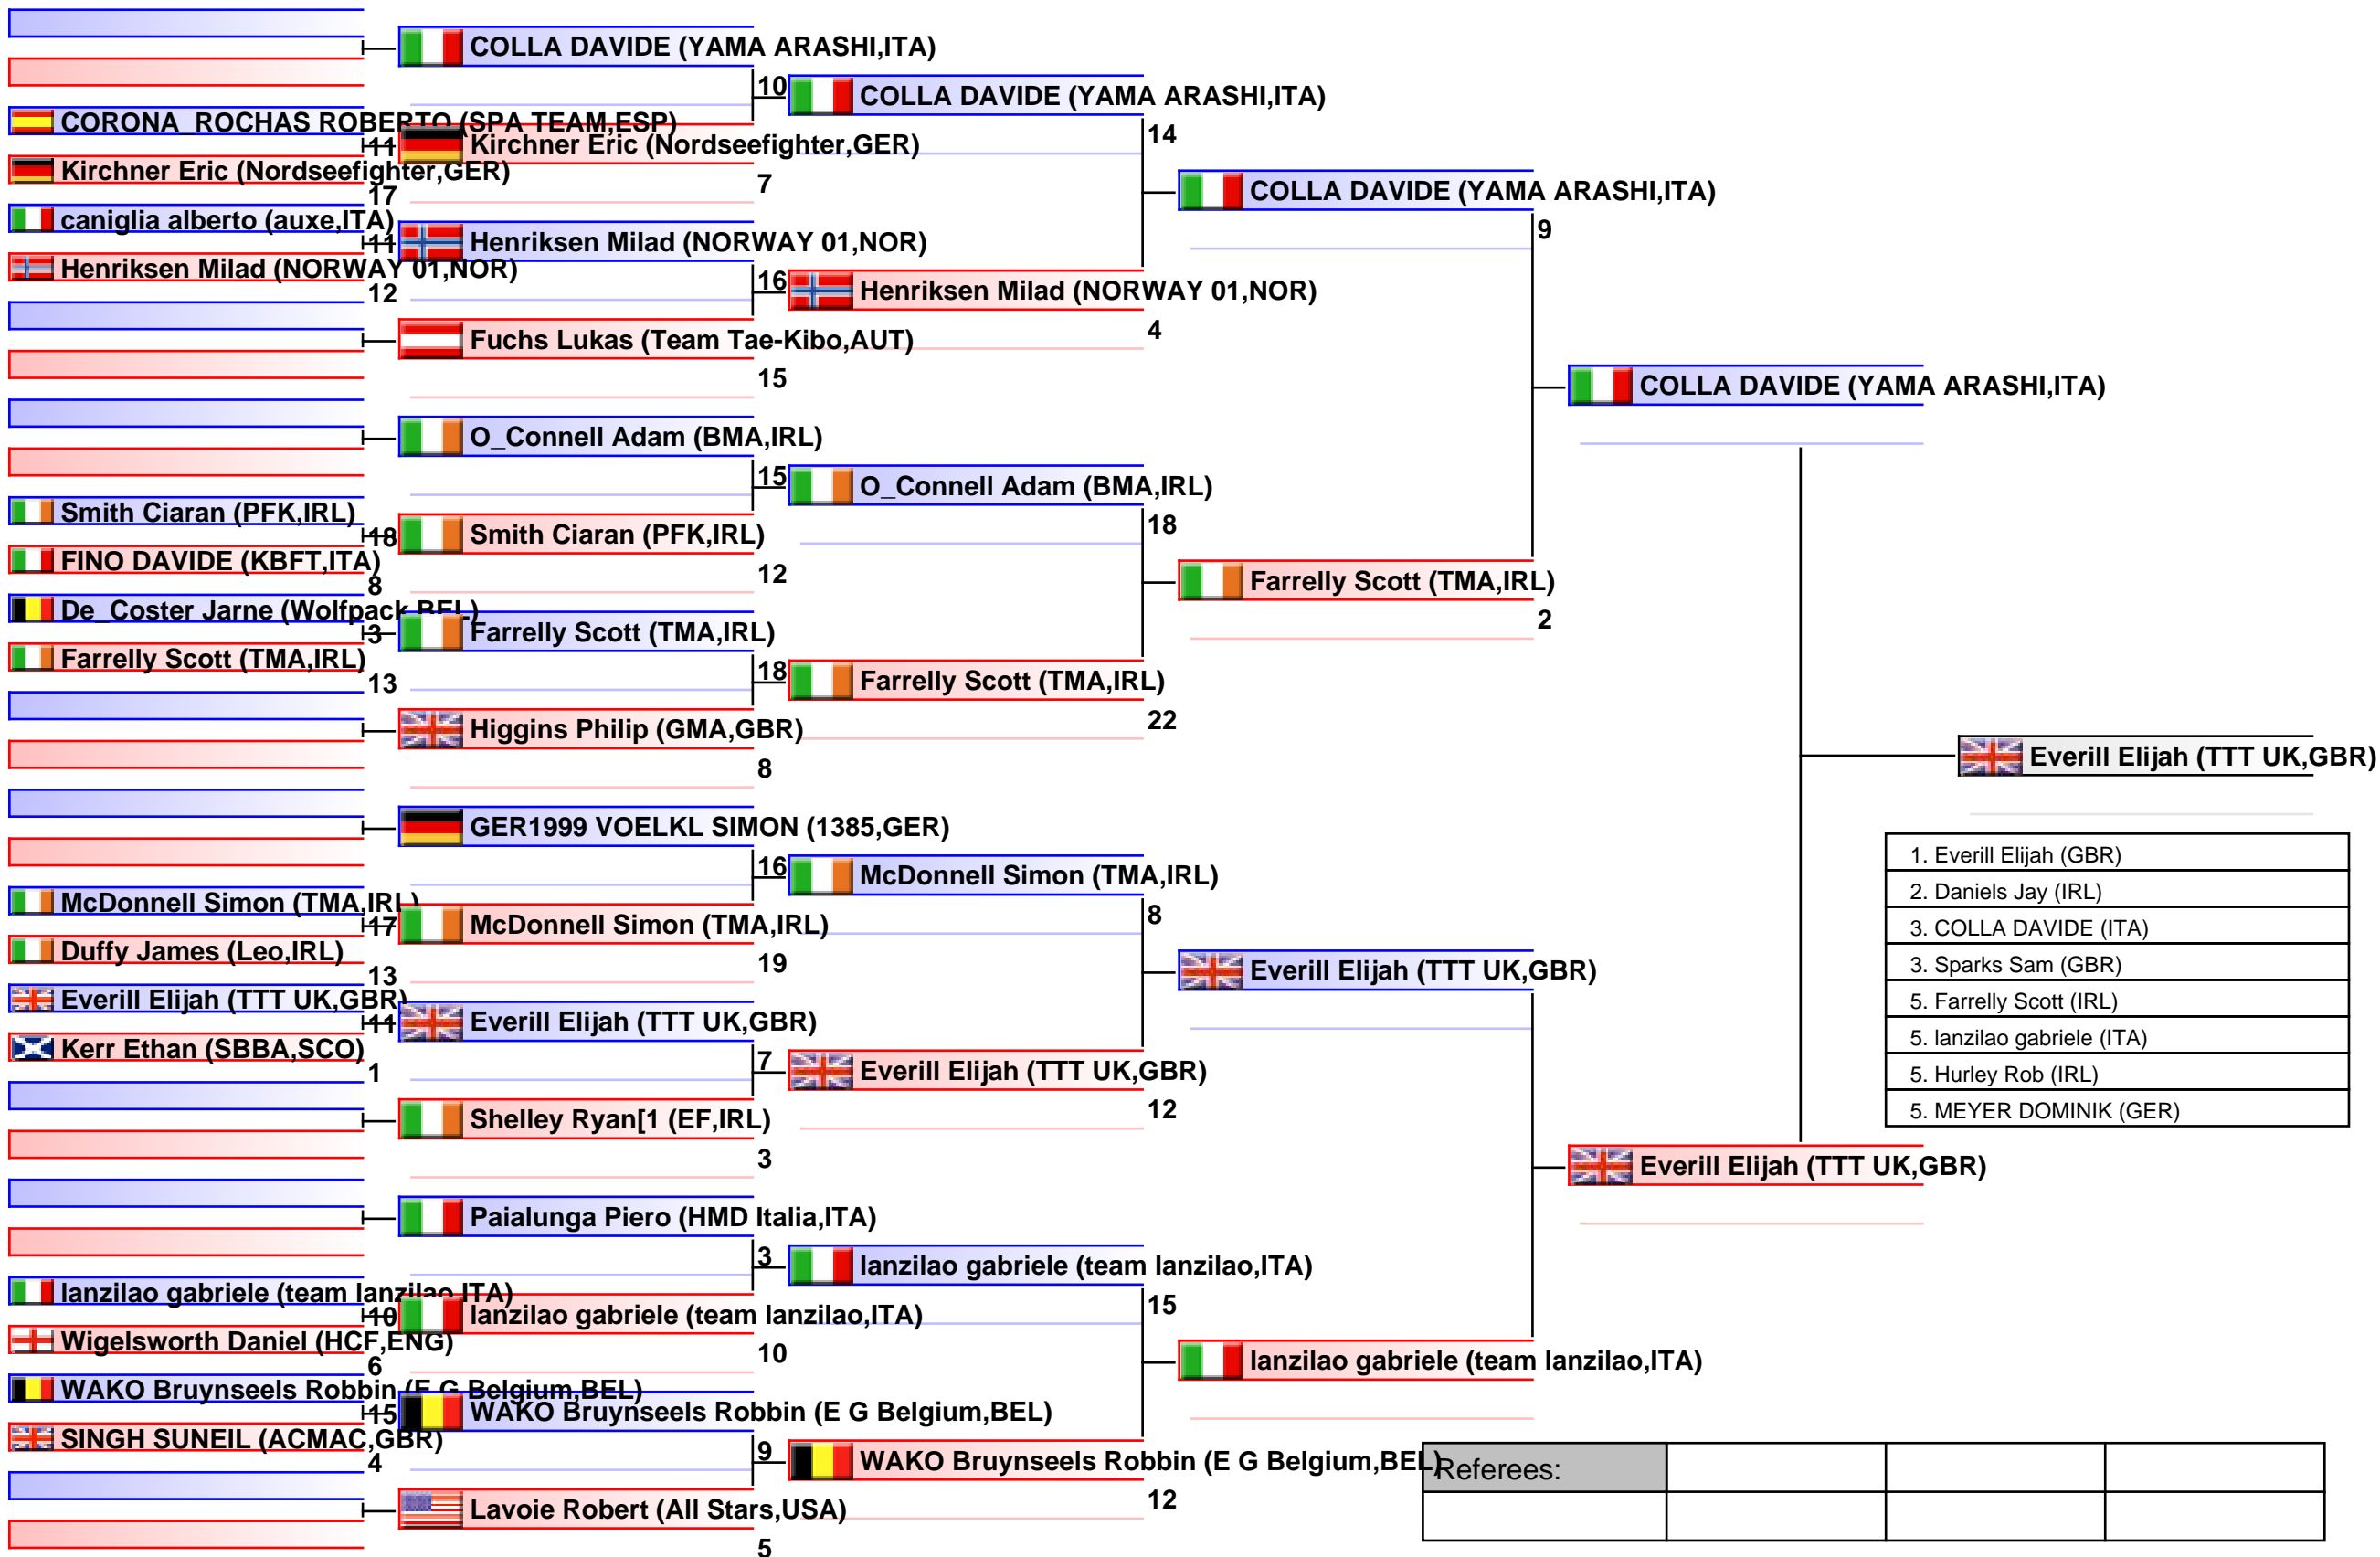 COLLA DAVIDE (YAMA ARASHI,ITA)
10
COLLA DAVIDE (YAMA ARASHI,ITA)
CORONA_ROCHAS ROBERTO (SPA TEAM,ESP)
14
11
Kirchner Eric (Nordseefighter,GER)
Kirchner Eric (Nordseefighter,GER)
7
17
COLLA DAVIDE (YAMA ARASHI,ITA)
caniglia alberto (auxe,ITA)
9
11
Henriksen Milad (NORWAY 01,NOR)
Henriksen Milad (NORWAY 01,NOR)
16
12
Henriksen Milad (NORWAY 01,NOR)
4
Fuchs Lukas (Team Tae-Kibo,AUT)
15
COLLA DAVIDE (YAMA ARASHI,ITA)
O_Connell Adam (BMA,IRL)
15
O_Connell Adam (BMA,IRL)
Smith Ciaran (PFK,IRL)
18
18
Smith Ciaran (PFK,IRL)
FINO DAVIDE (KBFT,ITA)
12
8
Farrelly Scott (TMA,IRL)
De_Coster Jarne (Wolfpack,BEL)
2
3
Farrelly Scott (TMA,IRL)
Farrelly Scott (TMA,IRL)
18
13
Farrelly Scott (TMA,IRL)
22
Higgins Philip (GMA,GBR)
8
Everill Elijah (TTT UK,GBR)
GER1999 VOELKL SIMON (1385,GER)
16
McDonnell Simon (TMA,IRL)
McDonnell Simon (TMA,IRL)
8
17
McDonnell Simon (TMA,IRL)
Duffy James (Leo,IRL)
19
13
Everill Elijah (TTT UK,GBR)
Everill Elijah (TTT UK,GBR)
11
Everill Elijah (TTT UK,GBR)
Kerr Ethan (SBBA,SCO)
7
1
Everill Elijah (TTT UK,GBR)
12
Shelley Ryan[1 (EF,IRL)
3
1. Everill Elijah (GBR)
2. Daniels Jay (IRL)
3. COLLA DAVIDE (ITA)
3. Sparks Sam (GBR)
5. Farrelly Scott (IRL)
5. lanzilao gabriele (ITA)
5. Hurley Rob (IRL)
5. MEYER DOMINIK (GER)
Everill Elijah (TTT UK,GBR)
Paialunga Piero (HMD Italia,ITA)
3
lanzilao gabriele (team lanzilao,ITA)
lanzilao gabriele (team lanzilao,ITA)
15
10
lanzilao gabriele (team lanzilao,ITA)
Wigelsworth Daniel (HCF,ENG)
10
6
lanzilao gabriele (team lanzilao,ITA)
WAKO Bruynseels Robbin (E G Belgium,BEL)
15
WAKO Bruynseels Robbin (E G Belgium,BEL)
SINGH SUNEIL (ACMAC,GBR)
9
4
WAKO Bruynseels Robbin (E G Belgium,BEL)
12
Lavoie Robert (All Stars,USA)
5
Referees: